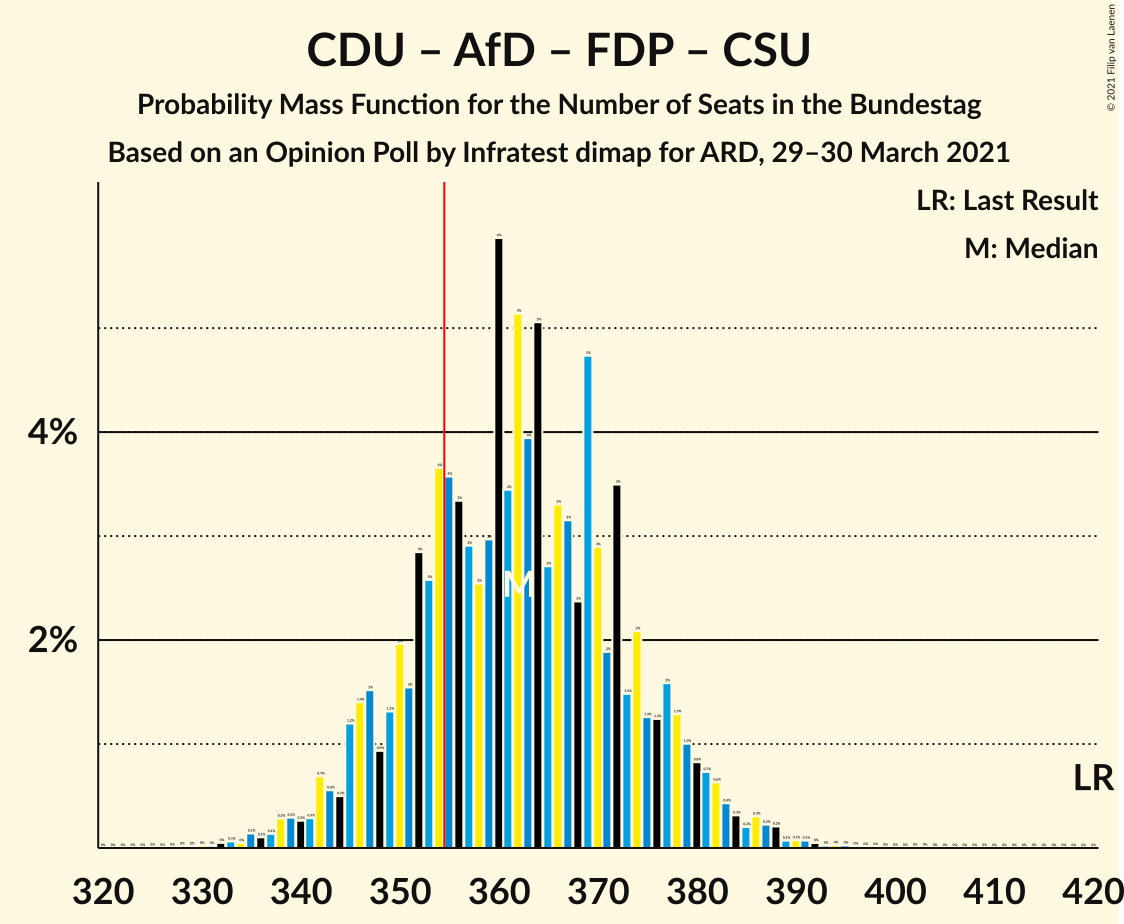 CDU – AfD – FDP – CSU
Probability Mass Function for the Number of Seats in the Bundestag
Based on an Opinion Poll by Infratest dimap for ARD, 29–30 March 2021
© 2021 Filip van Laenen
LR: Last Result
M: Median
4%
2%
M
LR
320 330 340 350 360 370 380 390 400 410 420